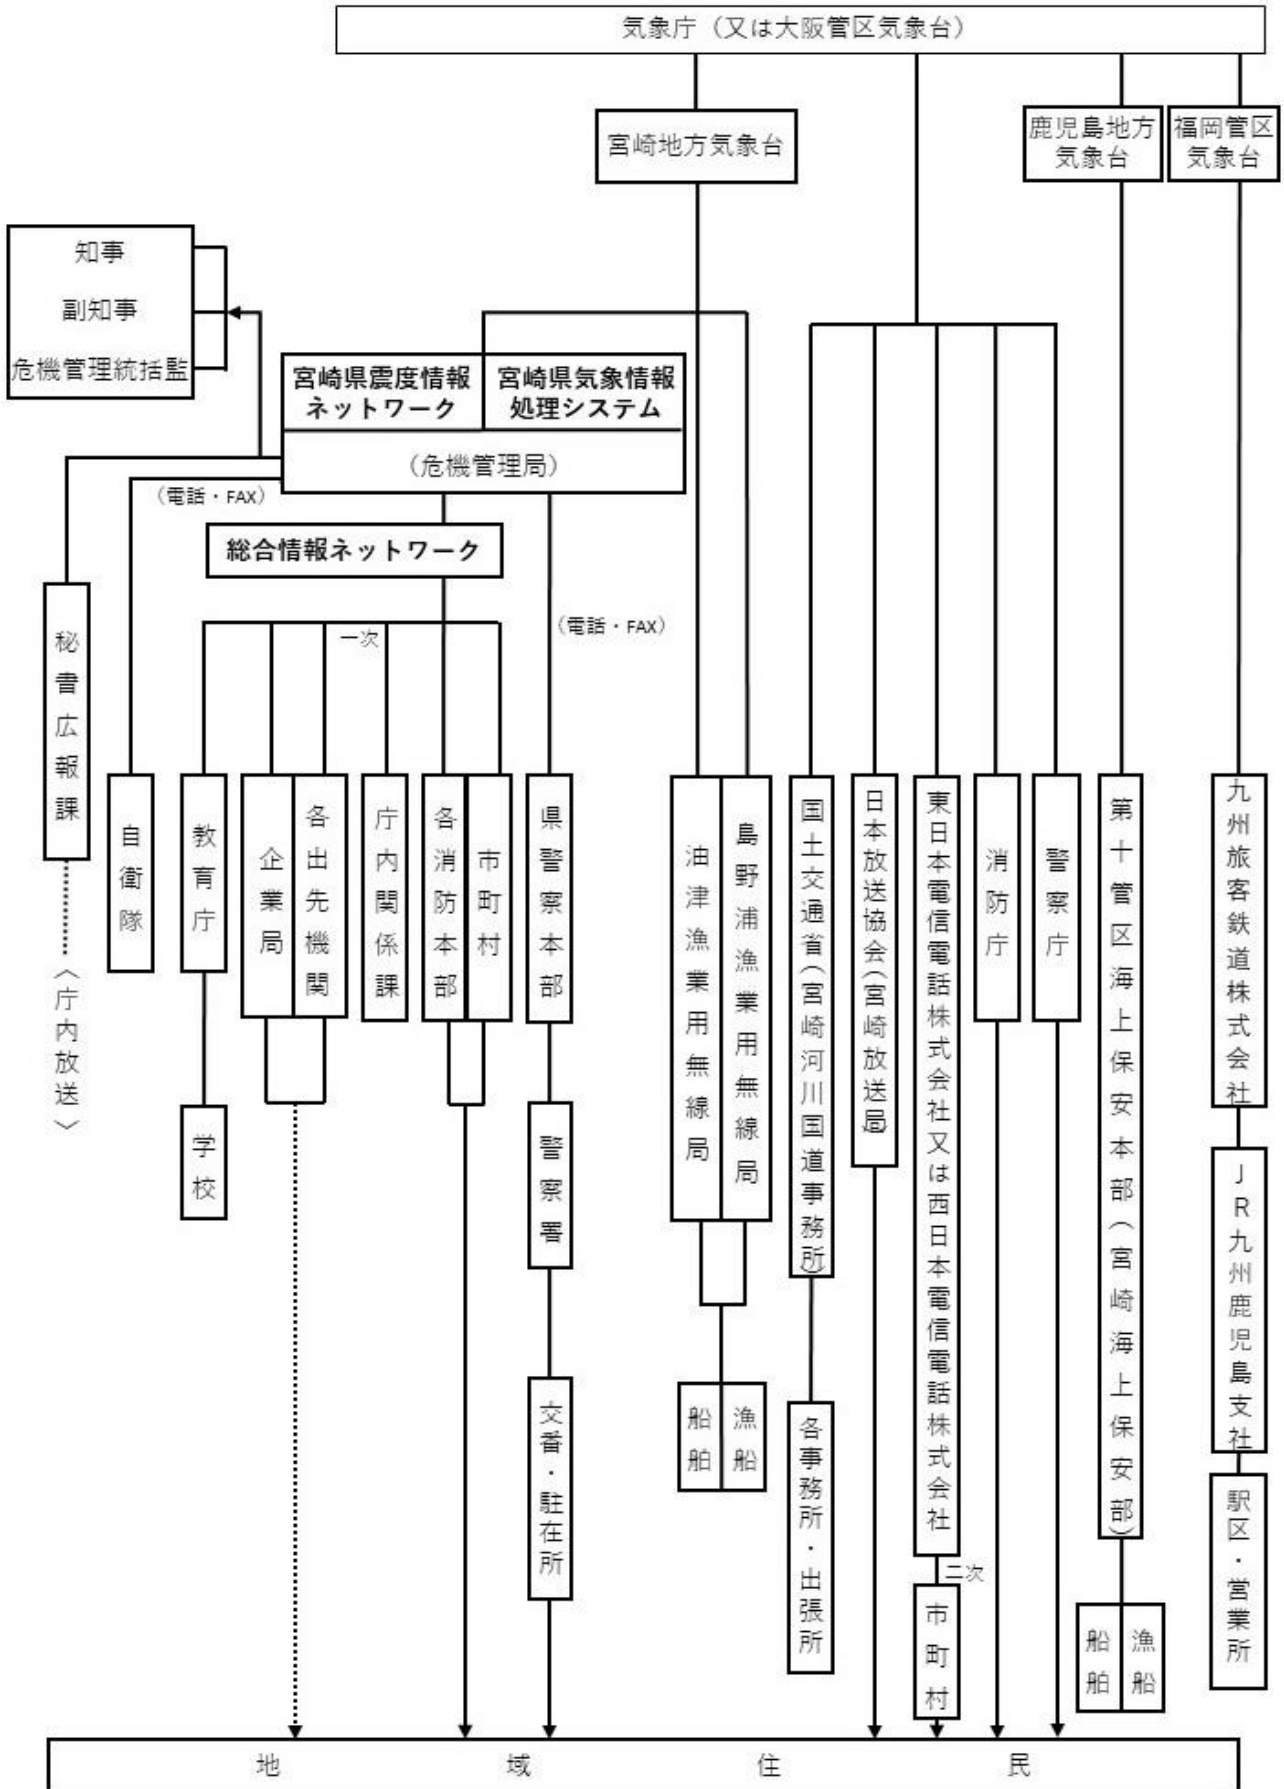 気象庁（又は大阪管区気象台）
宮崎地方気象台
鹿児島地方
気象台
福岡管区
気象台
知事
副知事
危機管理統括監
宮崎県震度情報
ネットワーク
宮崎県気象情報
処理システム
（危機管理局）
（電話・FAX）
総合情報ネットワーク
（電話・FAX）
一次
秘書広報課
〈庁内放送〉
自衛隊
教育庁
学校
企業局
各出先機関
庁内関係課
各消防本部
市町村
県警察本部
警察署
交番・駐在所
油津漁業用無線局
島野浦漁業用無線局
船舶
漁船
国土交通省（宮崎河川国道事務所）
各事務所・出張所
日本放送協会（宮崎放送局）
東日本電信電話株式会社又は西日本電信電話株式会社
二次
市町村
消防庁
警察庁
第十管区海上保安本部（宮崎海上保安部）
船舶
漁船
九州旅客鉄道株式会社
ＪＲ九州鹿児島支社
駅区・営業所
地域住民